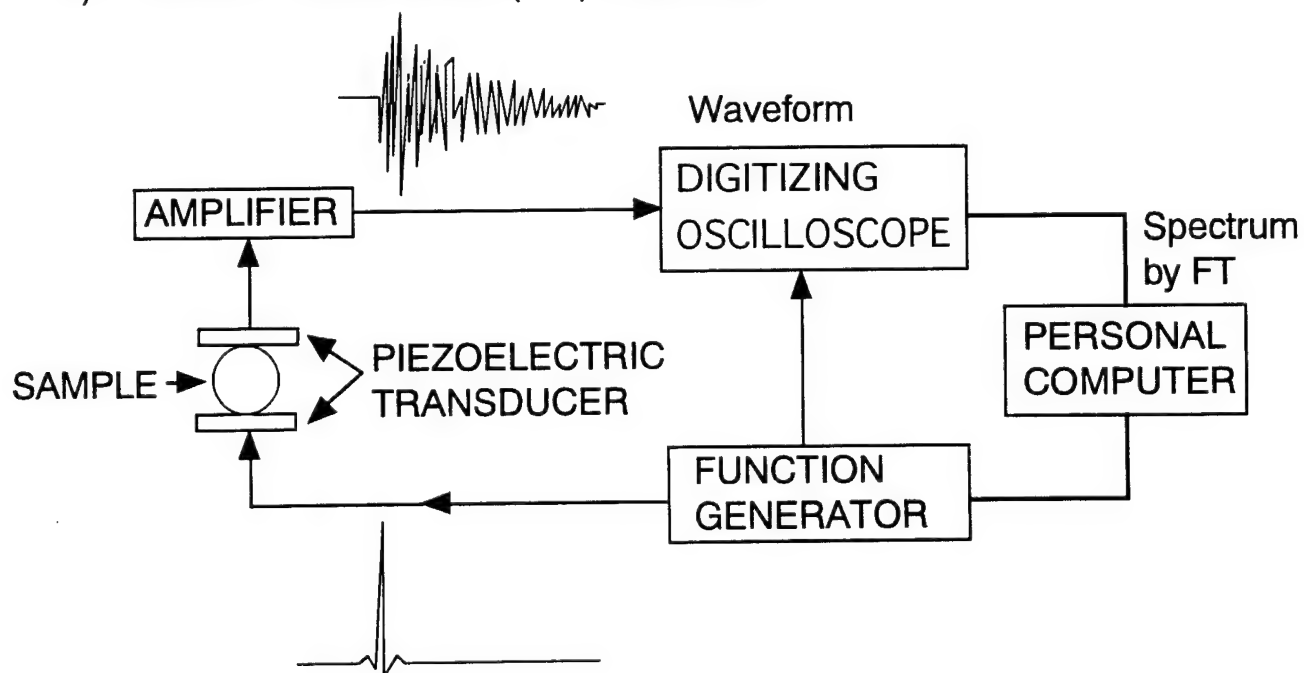 Waveform
DIGITIZING
OSCILLOSCOPE
AMPLIFIER
Spectrum
by FT
PERSONAL
COMPUTER
SAMPLE
PIEZOELECTRIC
TRANSDUCER
FUNCTION
GENERATOR